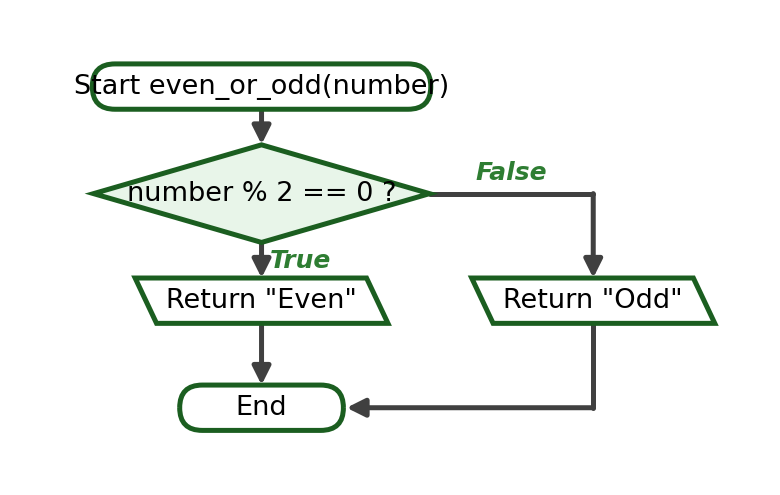 Start even_or_odd(number)
number % 2 == 0 ?
False
True
Return "Even"
Return "Odd"
End